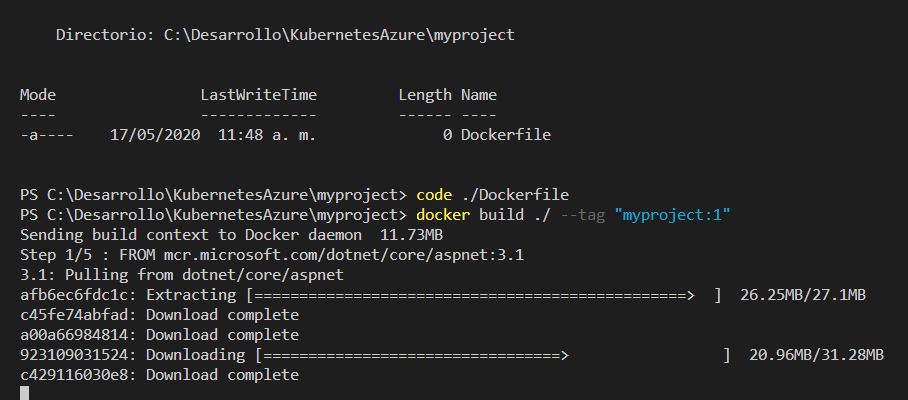 Directorio: C:\Desarrollo\KubernetesAzure\myproject
Mode                LastWriteTime         Length Name
----                -------------         ------ ----
-a----    17/05/2020  11:48 a. m.              0 Dockerfile
PS C:\Desarrollo\KubernetesAzure\myproject> code ./Dockerfile
PS C:\Desarrollo\KubernetesAzure\myproject> docker build ./ --tag "myproject:1"
Sending build context to Docker daemon  11.73MB
Step 1/5 : FROM mcr.microsoft.com/dotnet/core/aspnet:3.1
3.1: Pulling from dotnet/core/aspnet
afb6ec6fdc1c: Extracting [================================================>  ]  26.25MB/27.1MB
c45fe74abfad: Download complete
a00a66984814: Download complete
923109031524: Downloading [=================================>                 ]  20.96MB/31.28MB
c429116030e8: Download complete